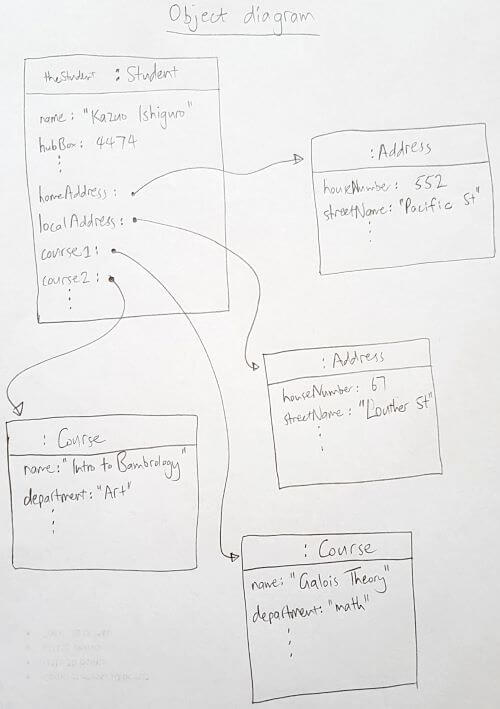 Object diagram
theStudent : Student
name : "Kazuo Ishiguro"
hubBox : 4474
homeAddress :
localAddress :
course1 :
course2 :
: Address
houseNumber : 552
streetName : "Pacific St"
: Address
houseNumber : 67
streetName : "Louther St"
: Course
name : "Intro to Bambrology"
department : "Art"
: Course
name : "Galois Theory"
department : "math"